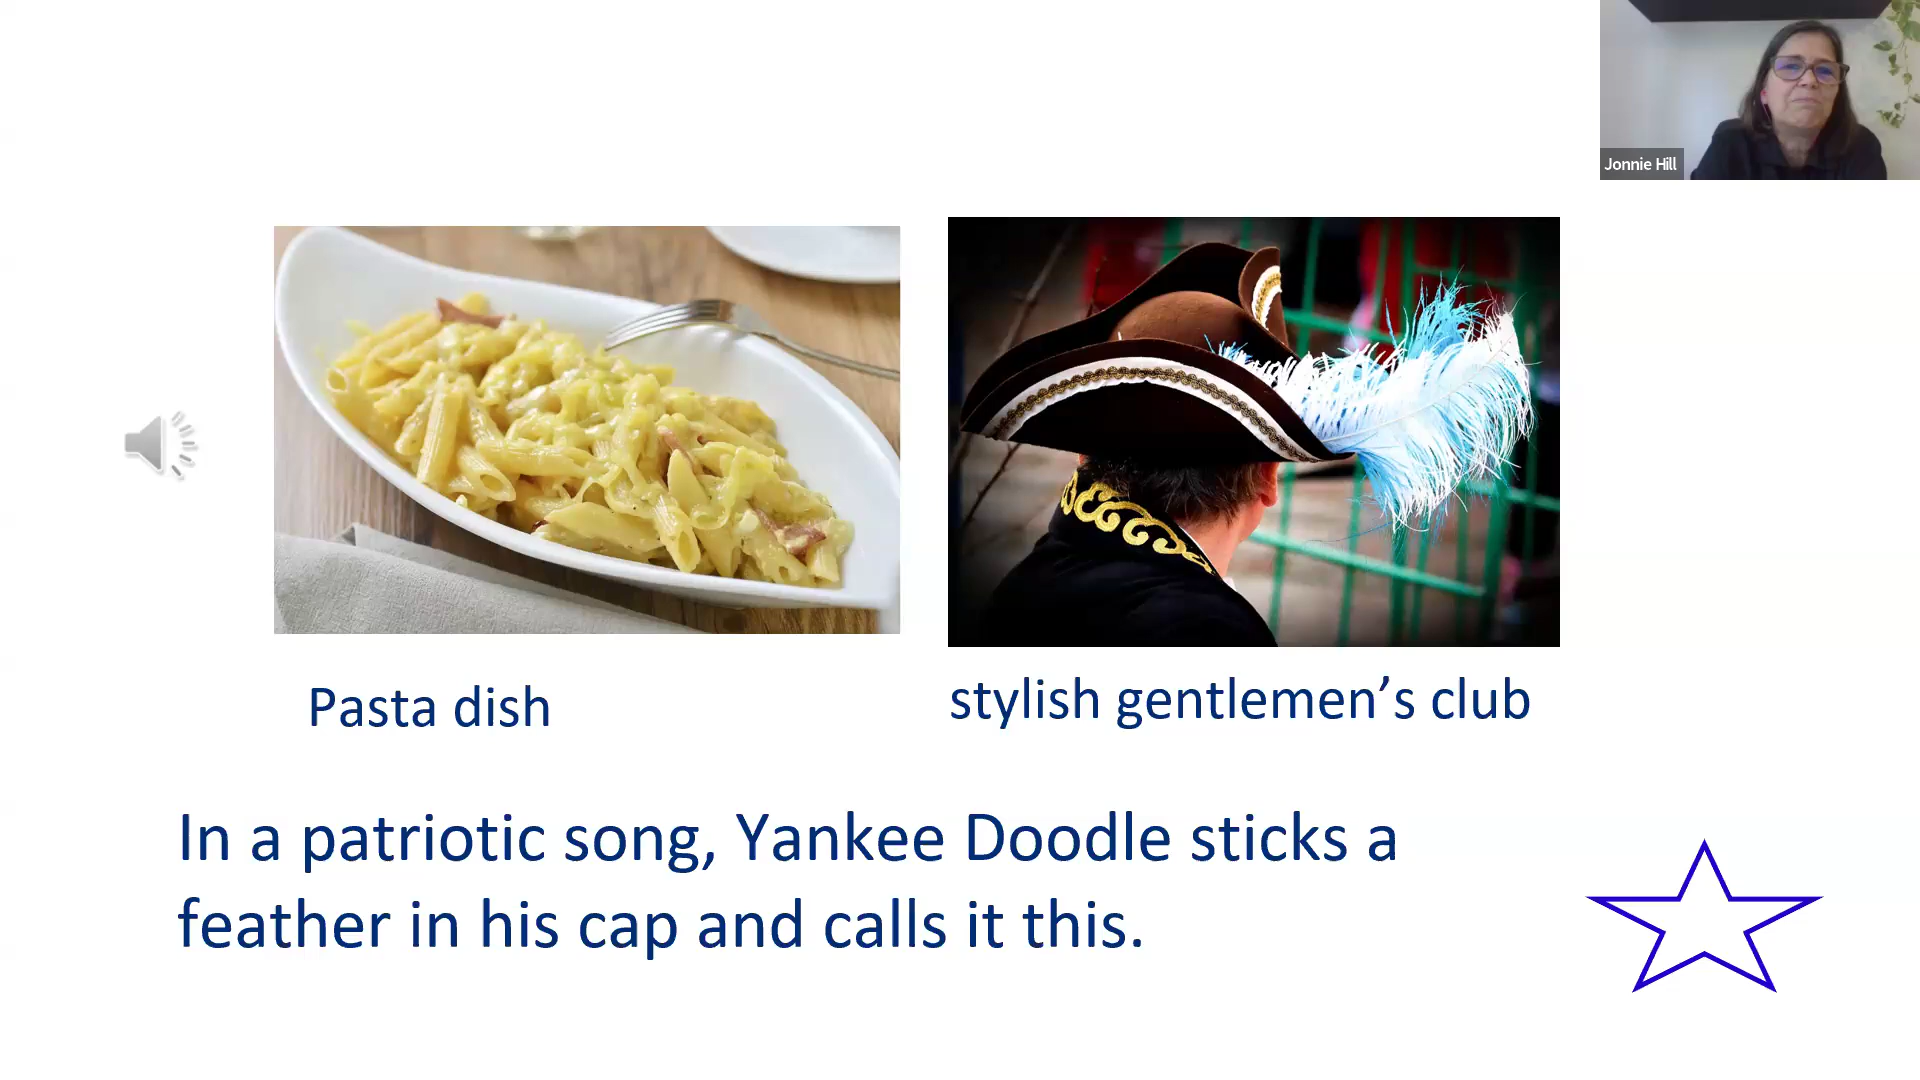 Jonnie Hill
Pasta dish
stylish gentlemen’s club
In a patriotic song, Yankee Doodle sticks a
feather in his cap and calls it this.